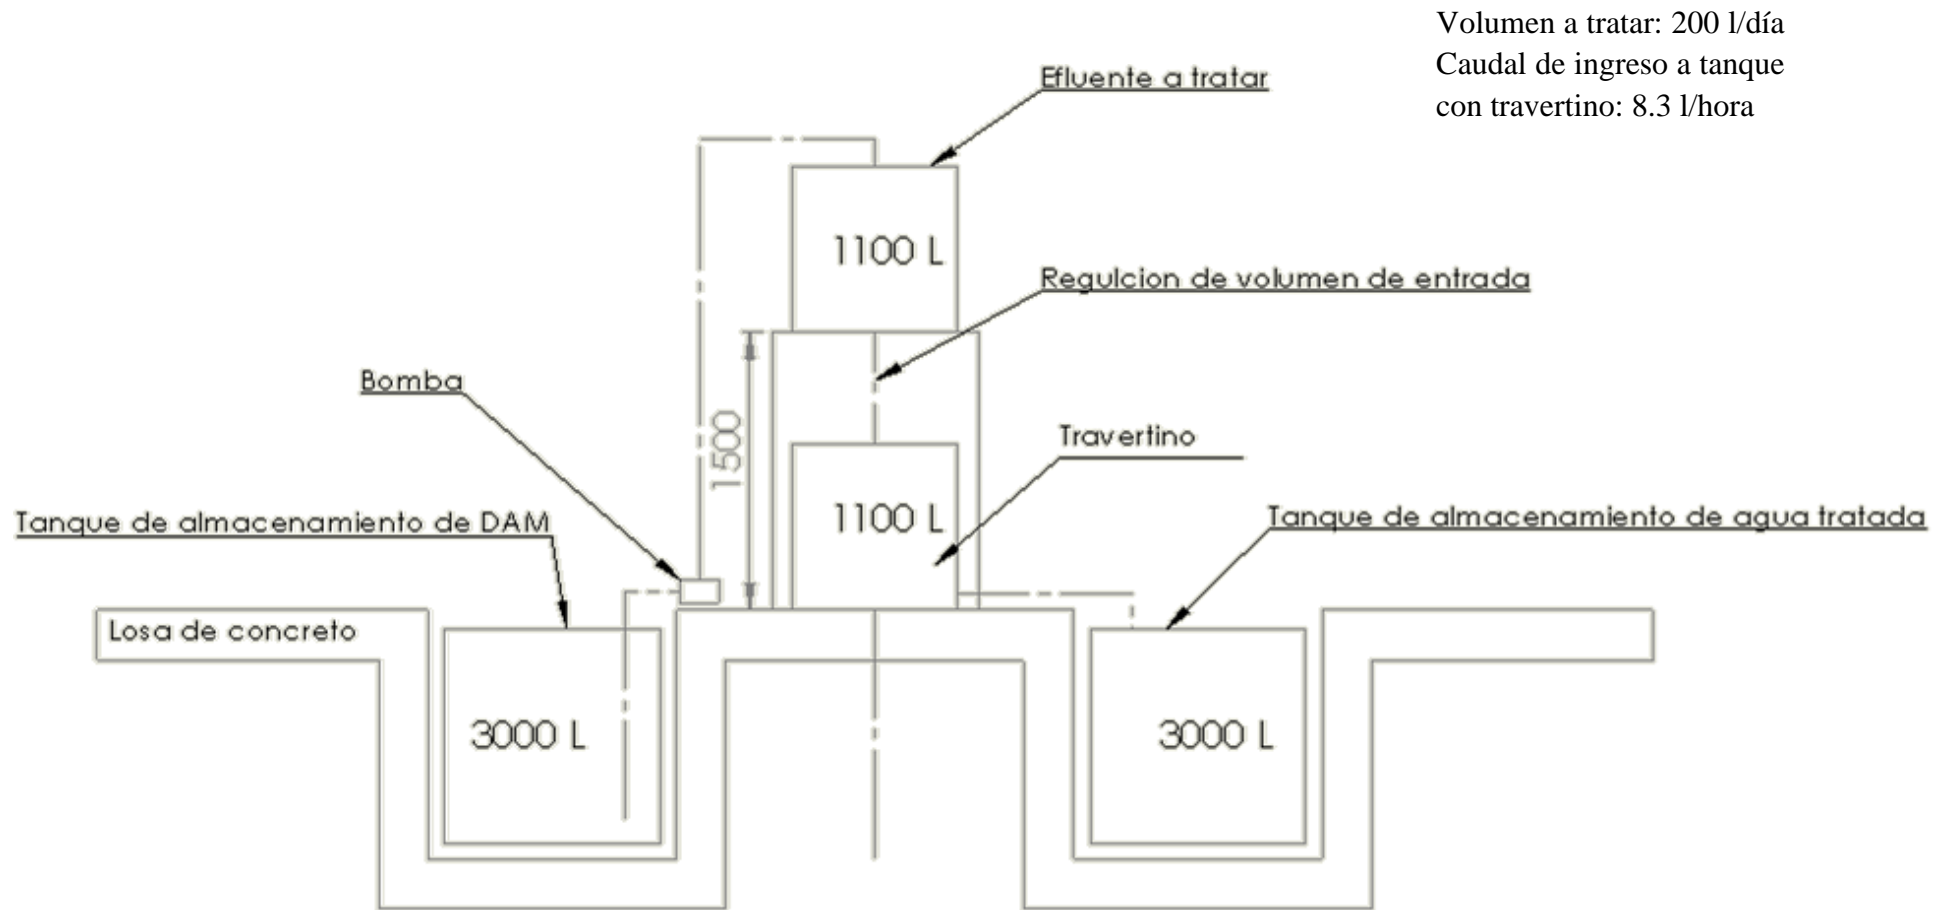 Volumen a tratar: 200 l/día
Caudal de ingreso a tanque
con travertino: 8.3 l/hora
Efluente a tratar
1100 L
Regulcion de volumen de entrada
Bomba
1500
Travertino
1100 L
Tanque de almacenamiento de DAM
Tanque de almacenamiento de agua tratada
Losa de concreto
3000 L
3000 L